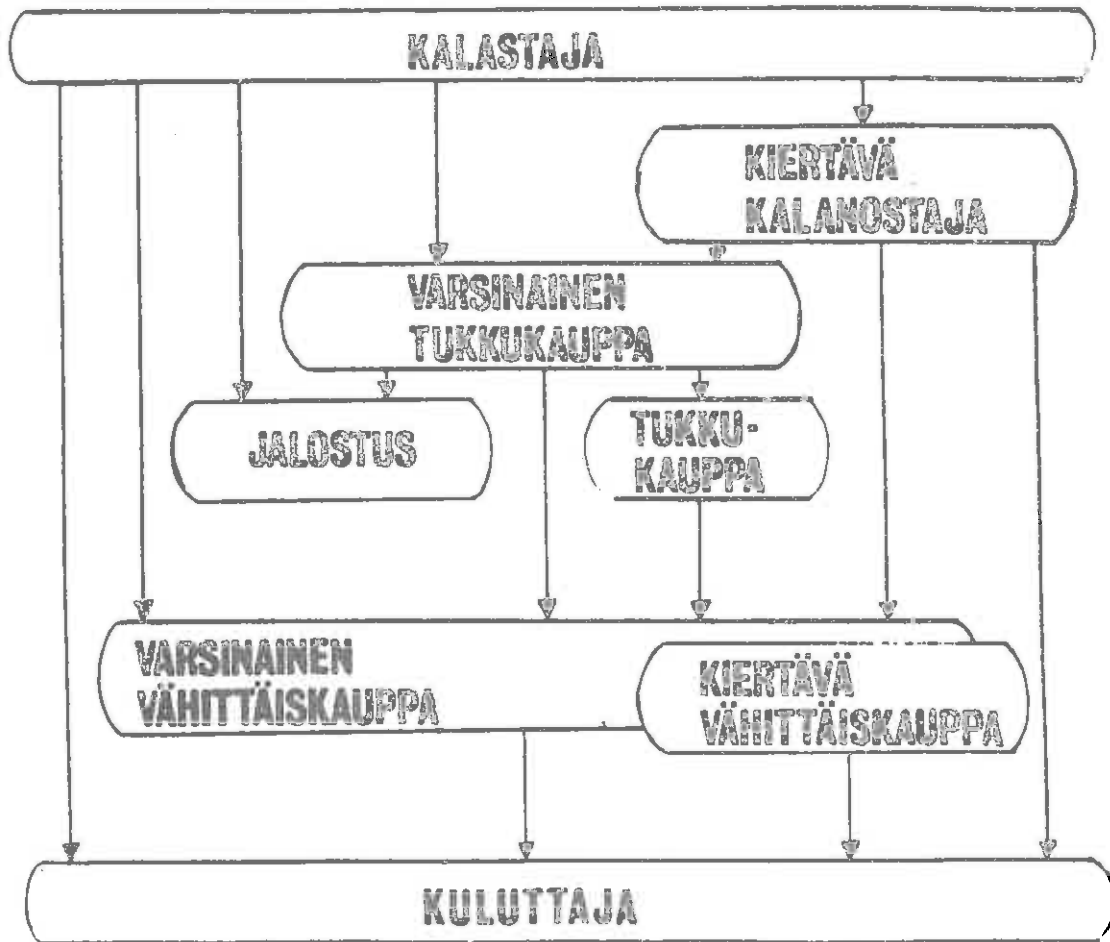 KALASTAJA
KIERTÄVÄ
KALANOSTAJA
VARSINAINEN
TUKKUKAUPPA
JALOSTUS
TUKKU-
KAUPPA
VARSINAINEN
VÄHITTÄISKAUPPA
KIERTÄVÄ
VÄHITTÄISKAUPPA
KULUTTAJA